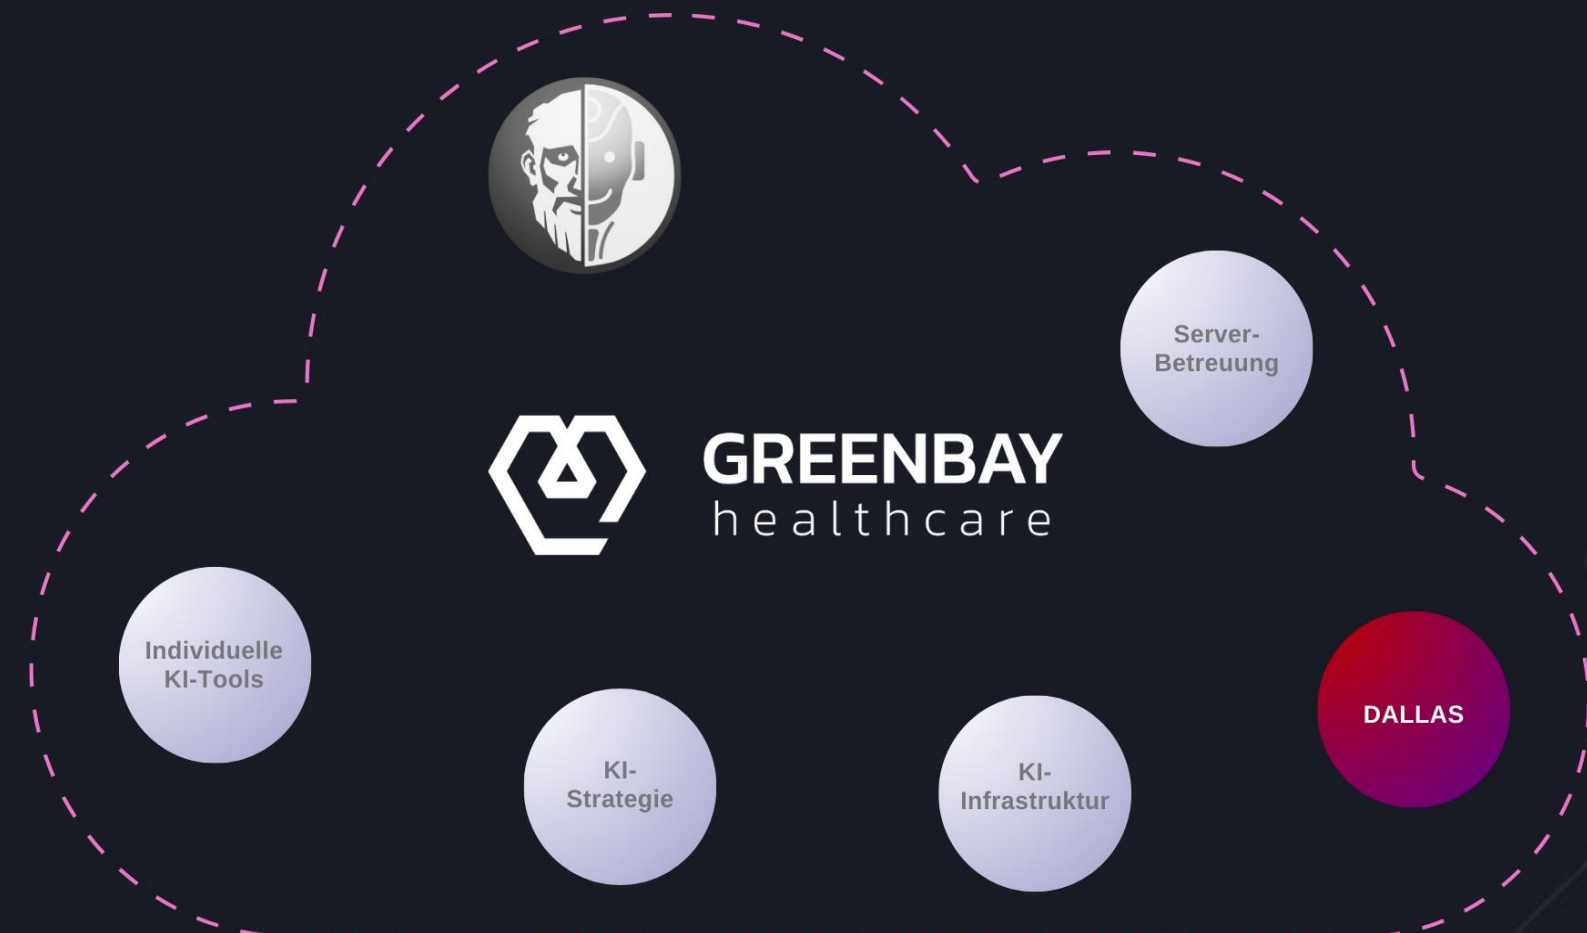 Server-
Betreuung
GREENBAY
healthcare
Individuelle
KI-Tools
KI-
Strategie
KI-
Infrastruktur
DALLAS